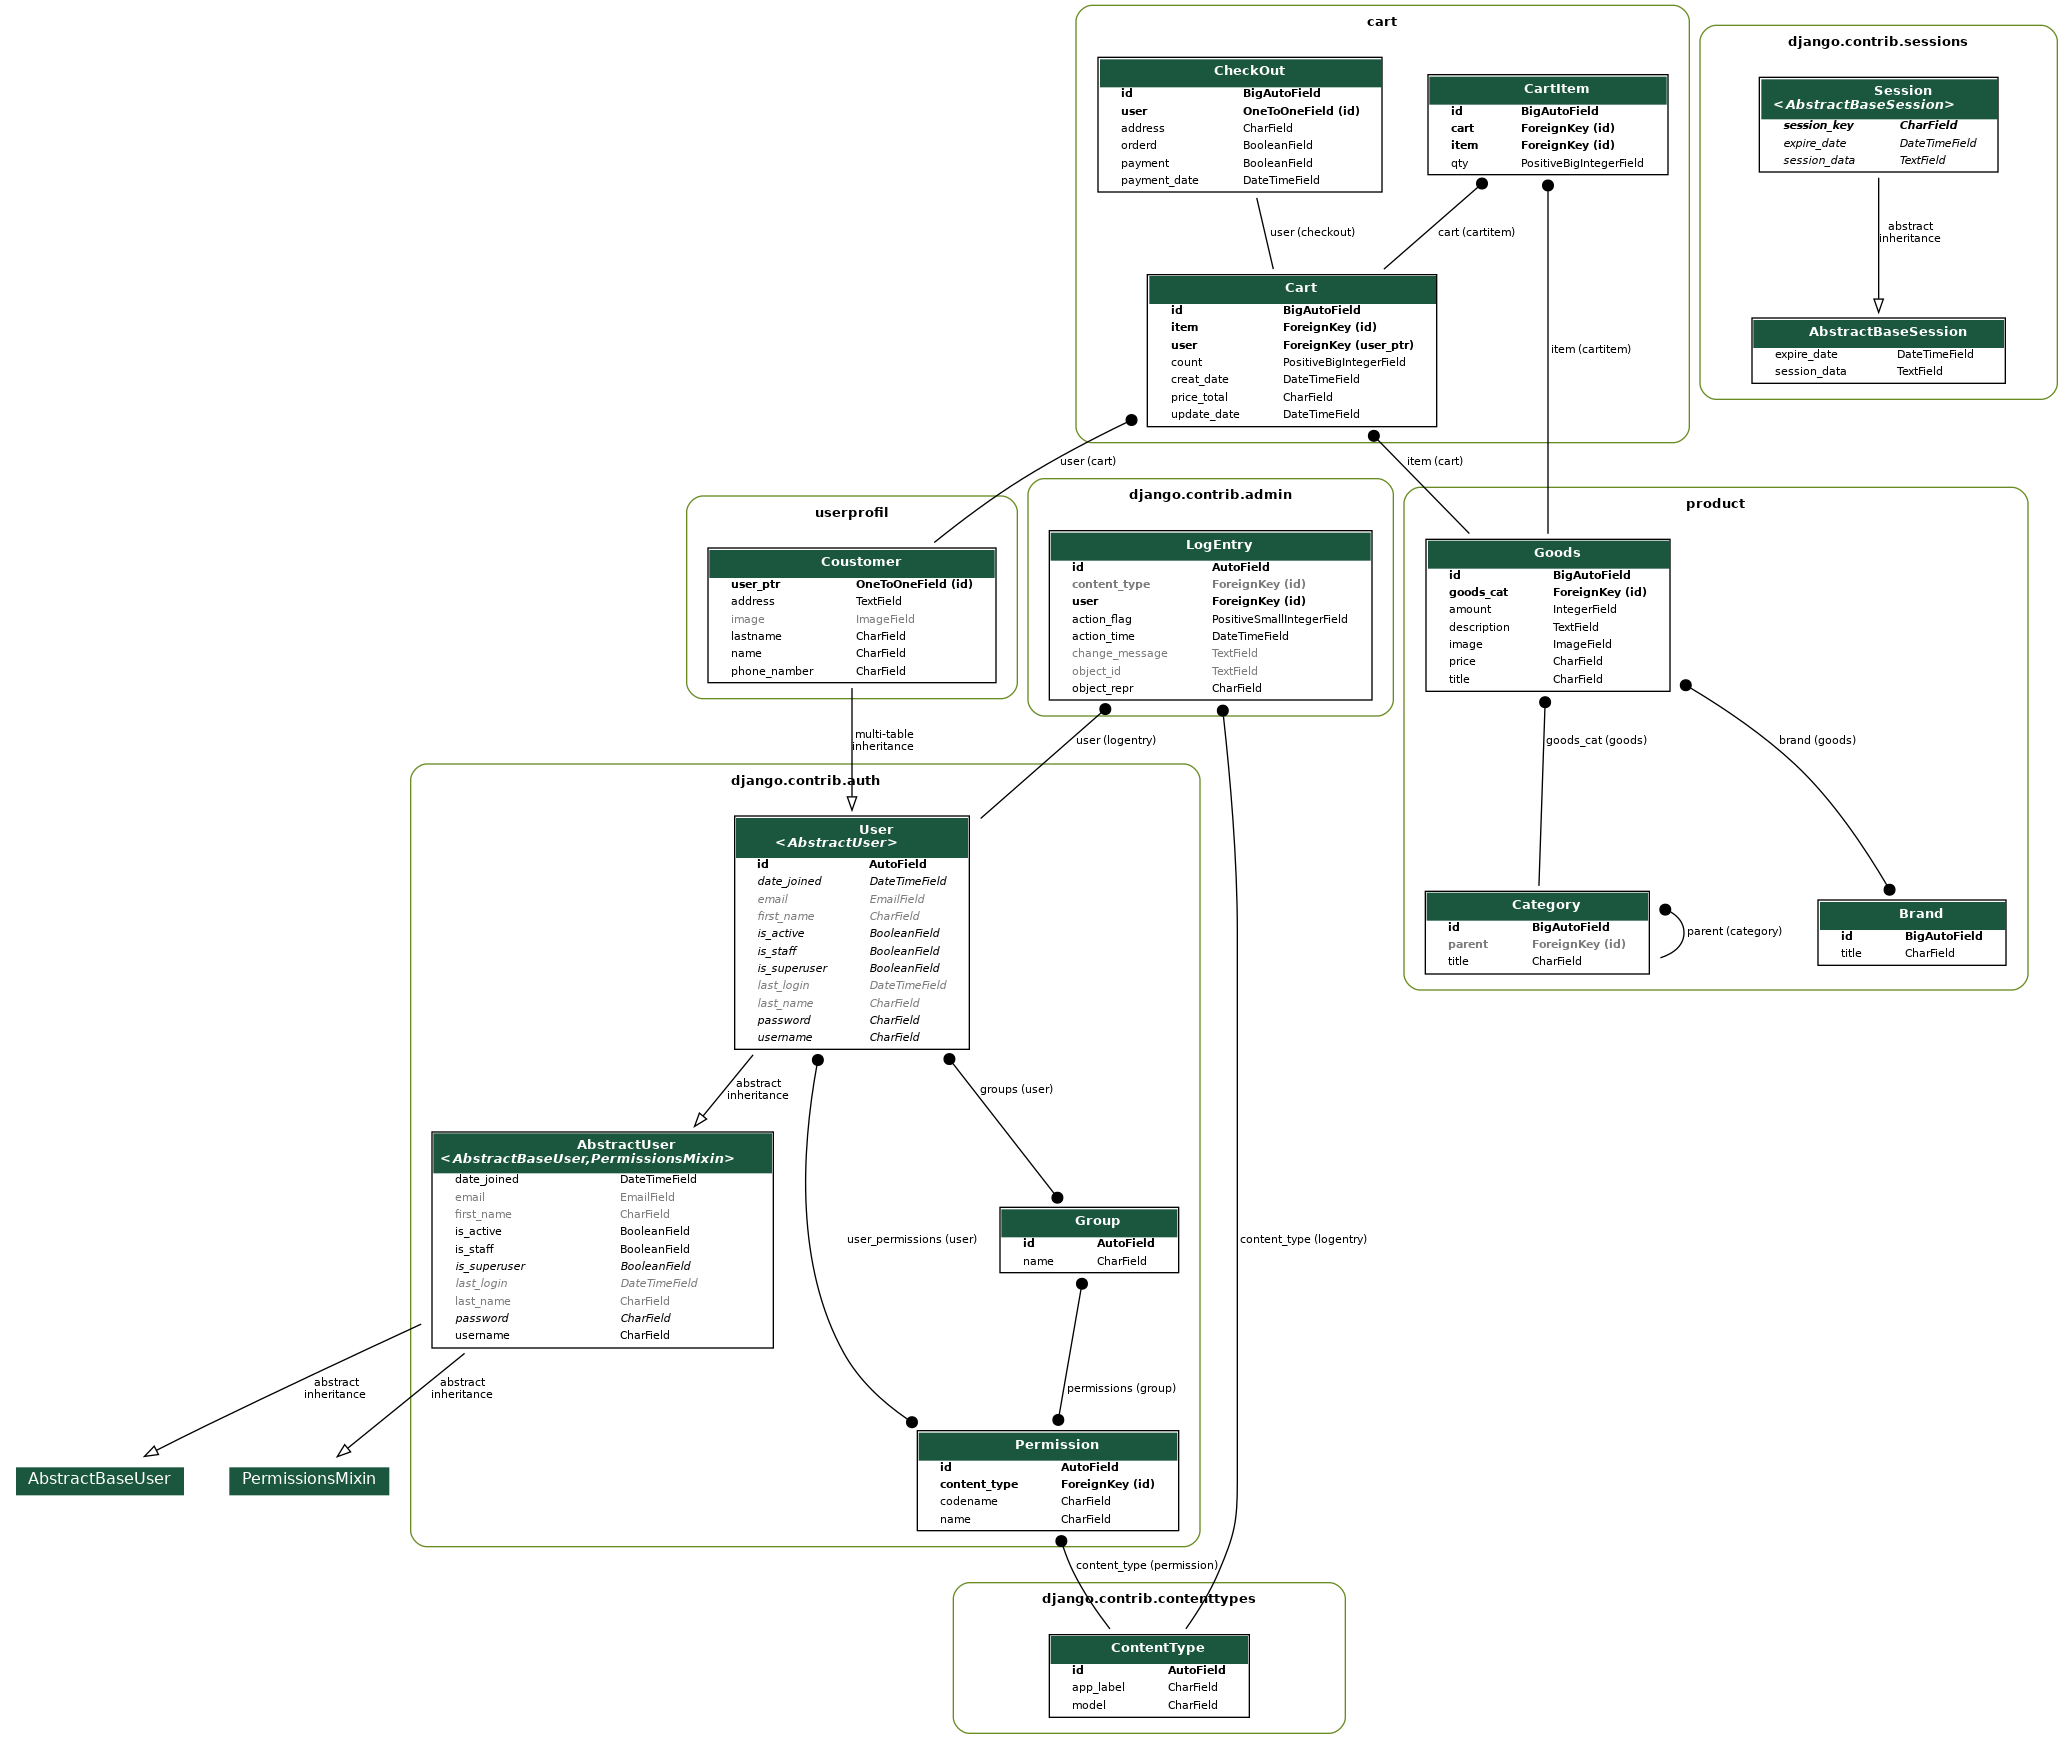 cart
CheckOut
id BigAutoField
user OneToOneField (id)
address CharField
orderd BooleanField
payment BooleanField
payment_date DateTimeField
CartItem
id BigAutoField
cart ForeignKey (id)
item ForeignKey (id)
qty PositiveBigIntegerField
user (checkout)
cart (cartitem)
item (cartitem)
Cart
id BigAutoField
item ForeignKey (id)
user ForeignKey (user_ptr)
count PositiveBigIntegerField
creat_date DateTimeField
price_total CharField
update_date DateTimeField
django.contrib.sessions
Session
<AbstractBaseSession>
session_key CharField
expire_date DateTimeField
session_data TextField
abstract
inheritance
AbstractBaseSession
expire_date DateTimeField
session_data TextField
user (cart)
item (cart)
userprofil
Coustomer
user_ptr OneToOneField (id)
address TextField
image ImageField
lastname CharField
name CharField
phone_namber CharField
django.contrib.admin
LogEntry
id AutoField
content_type ForeignKey (id)
user ForeignKey (id)
action_flag PositiveSmallIntegerField
action_time DateTimeField
change_message TextField
object_id TextField
object_repr CharField
product
Goods
id BigAutoField
goods_cat ForeignKey (id)
amount IntegerField
description TextField
image ImageField
price CharField
title CharField
multi-table
inheritance
user (logentry)
goods_cat (goods)
brand (goods)
Category
id BigAutoField
parent ForeignKey (id)
title CharField
parent (category)
Brand
id BigAutoField
title CharField
django.contrib.auth
User
<AbstractUser>
id AutoField
date_joined DateTimeField
email EmailField
first_name CharField
is_active BooleanField
is_staff BooleanField
is_superuser BooleanField
last_login DateTimeField
last_name CharField
password CharField
username CharField
abstract
inheritance
groups (user)
AbstractUser
<AbstractBaseUser,PermissionsMixin>
date_joined DateTimeField
email EmailField
first_name CharField
is_active BooleanField
is_staff BooleanField
is_superuser BooleanField
last_login DateTimeField
last_name CharField
password CharField
username CharField
user_permissions (user)
Group
id AutoField
name CharField
content_type (logentry)
abstract
inheritance
abstract
inheritance
permissions (group)
AbstractBaseUser
PermissionsMixin
Permission
id AutoField
content_type ForeignKey (id)
codename CharField
name CharField
content_type (permission)
django.contrib.contenttypes
ContentType
id AutoField
app_label CharField
model CharField